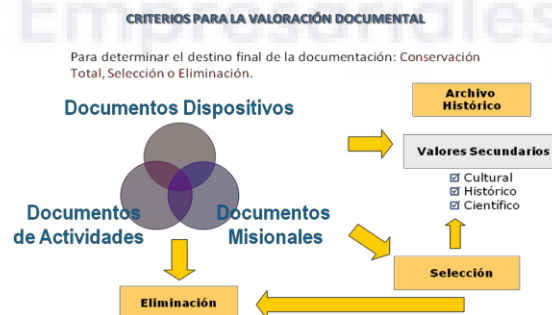 Empresariales
CRITERIOS PARA LA VALORACIÓN DOCUMENTAL
Para determinar el destino final de la documentación: Conservación
Total, Selección o Eliminación.
Documentos Dispositivos
Documentos
de Actividades
Documentos
Misionales
Eliminación
Archivo
Histórico
Valores Secundarios
☑ Cultural
☑ Histórico
☑ Científico
Selección